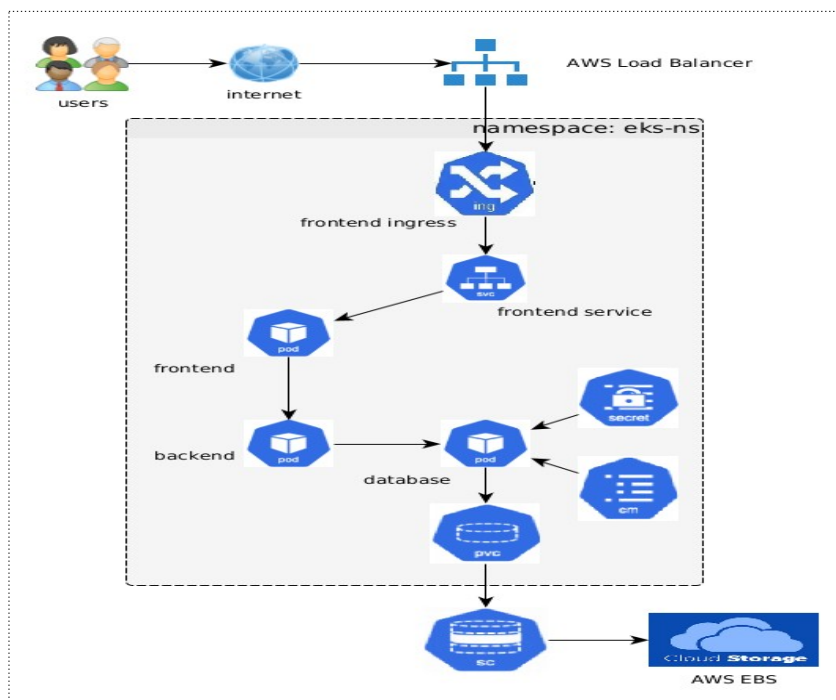 users
internet
AWS Load Balancer
namespace: eks-ns
ing
frontend ingress
svc
frontend service
pod
frontend
secret
pod
backend
pod
database
cm
pvc
sc
Cloud Storage
AWS EBS